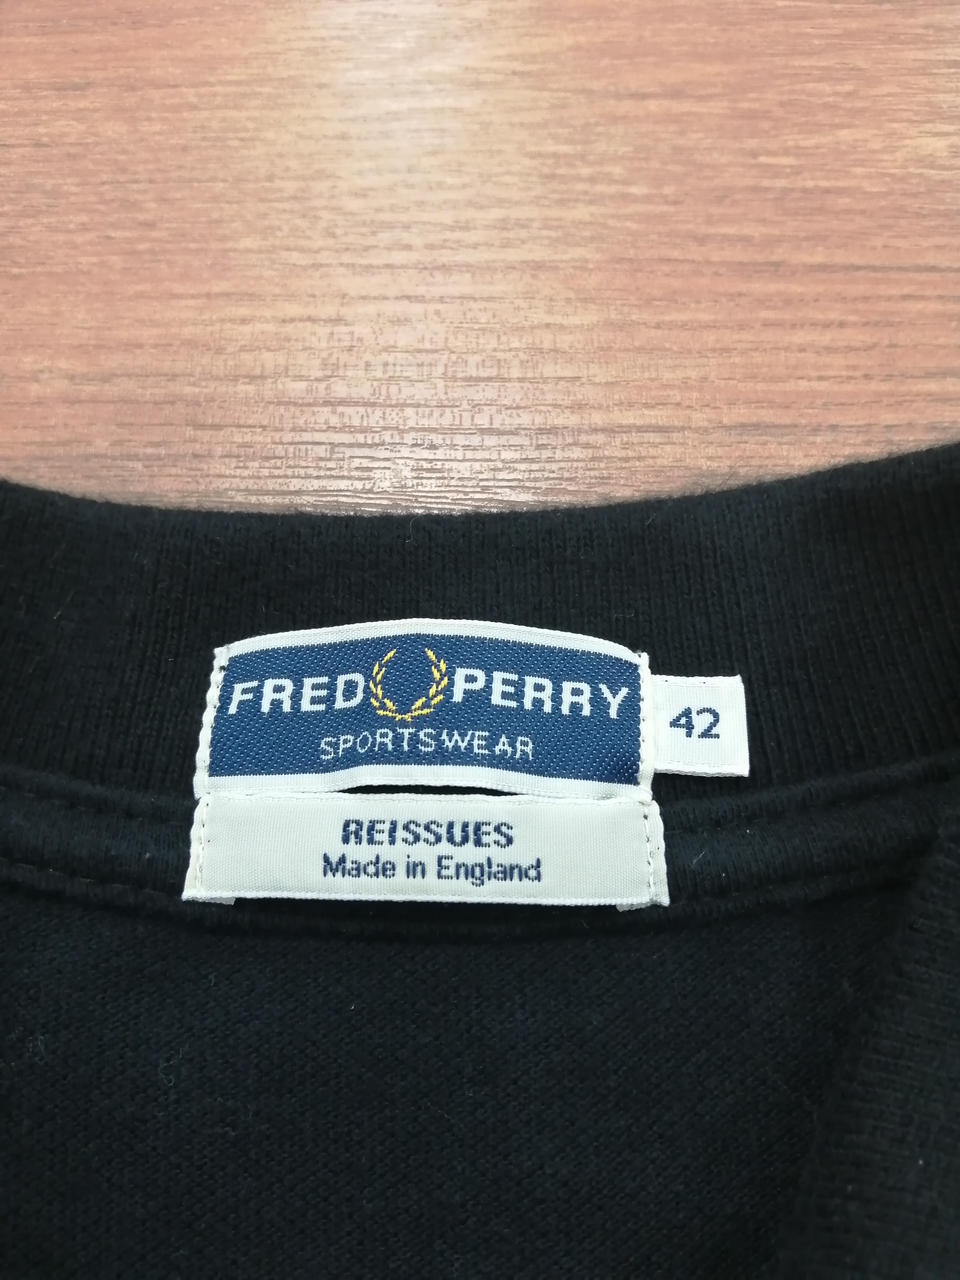 FRED PERRY
SPORTSWEAR
42
REISSUES
Made in England